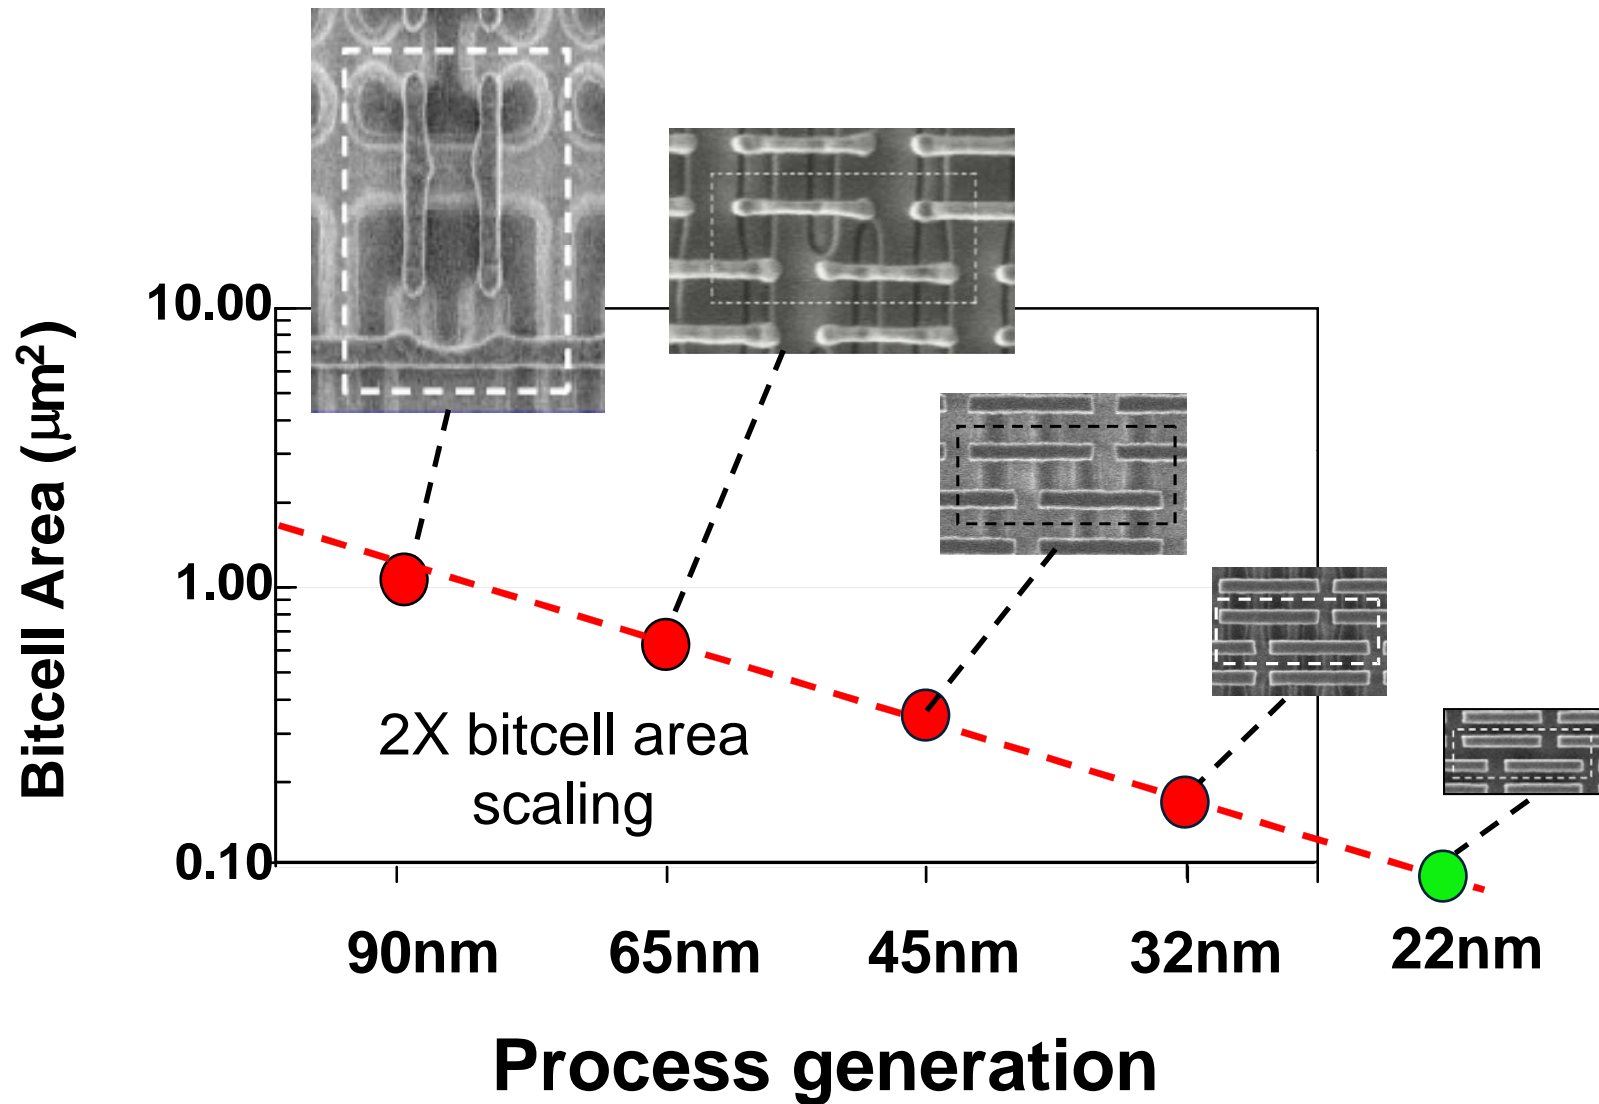 10.00
1.00
0.10
Bitcell Area (μm²)
2X bitcell area
scaling
90nm
65nm
45nm
32nm
22nm
Process generation